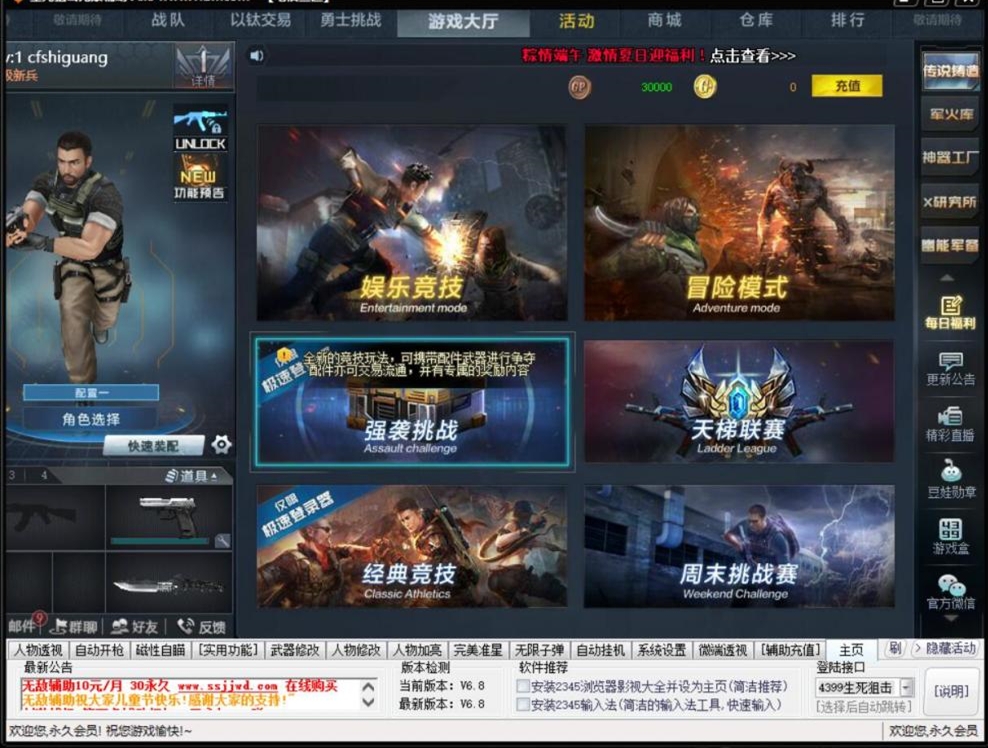 敬请期待
战队
以钛交易
勇士挑战
游戏大厅
活动
商城
仓库
排行
敬请期待
v:1 cfshiguang
级新兵
详情
粽情端午 激情夏日迎福利！点击查看>>>
GP
30000
0
充值
UNLOCK
NEW
功能预告
娱乐竞技
Entertainment mode
冒险模式
Adventure mode
极速登
全新的竞技玩法，可携带配件武器进行争夺
配件亦可交易流通，并有专属的奖励内容
强袭挑战
Assault challenge
天梯联赛
Ladder League
仅限
极速登录器
经典竞技
Classic Athletics
周末挑战赛
Weekend Challenge
配置一
角色选择
快速装配
3
4
道具
邮件
9
群聊
好友
反馈
传说铸造
军火库
神器工厂
X研究所
幽能军备
每日福利
更新公告
精彩直播
豆娃勋章
游戏盒
官方微信
人物透视
自动开枪
磁性自瞄
[实用功能]
武器修改
人物修改
人物加高
完美准星
无限子弹
自动挂机
系统设置
微端透视
[辅助充值]
主页
刷
> 隐藏活动
最新公告
无敌辅助10元/月 30永久 www.ssjjwd.com 在线购买
无敌辅助祝大家儿童节快乐!感谢大家的支持!
版本检测
当前版本: V6.8
最新版本: V6.8
软件推荐
安装2345浏览器影视大全并设为主页(简洁推荐)
安装2345输入法(简洁的输入法工具,快速输入)
登陆接口
4399生死狙击
[选择后自动跳转]
[说明]
欢迎您,永久会员! 祝您游戏愉快!~
欢迎您,永久会员